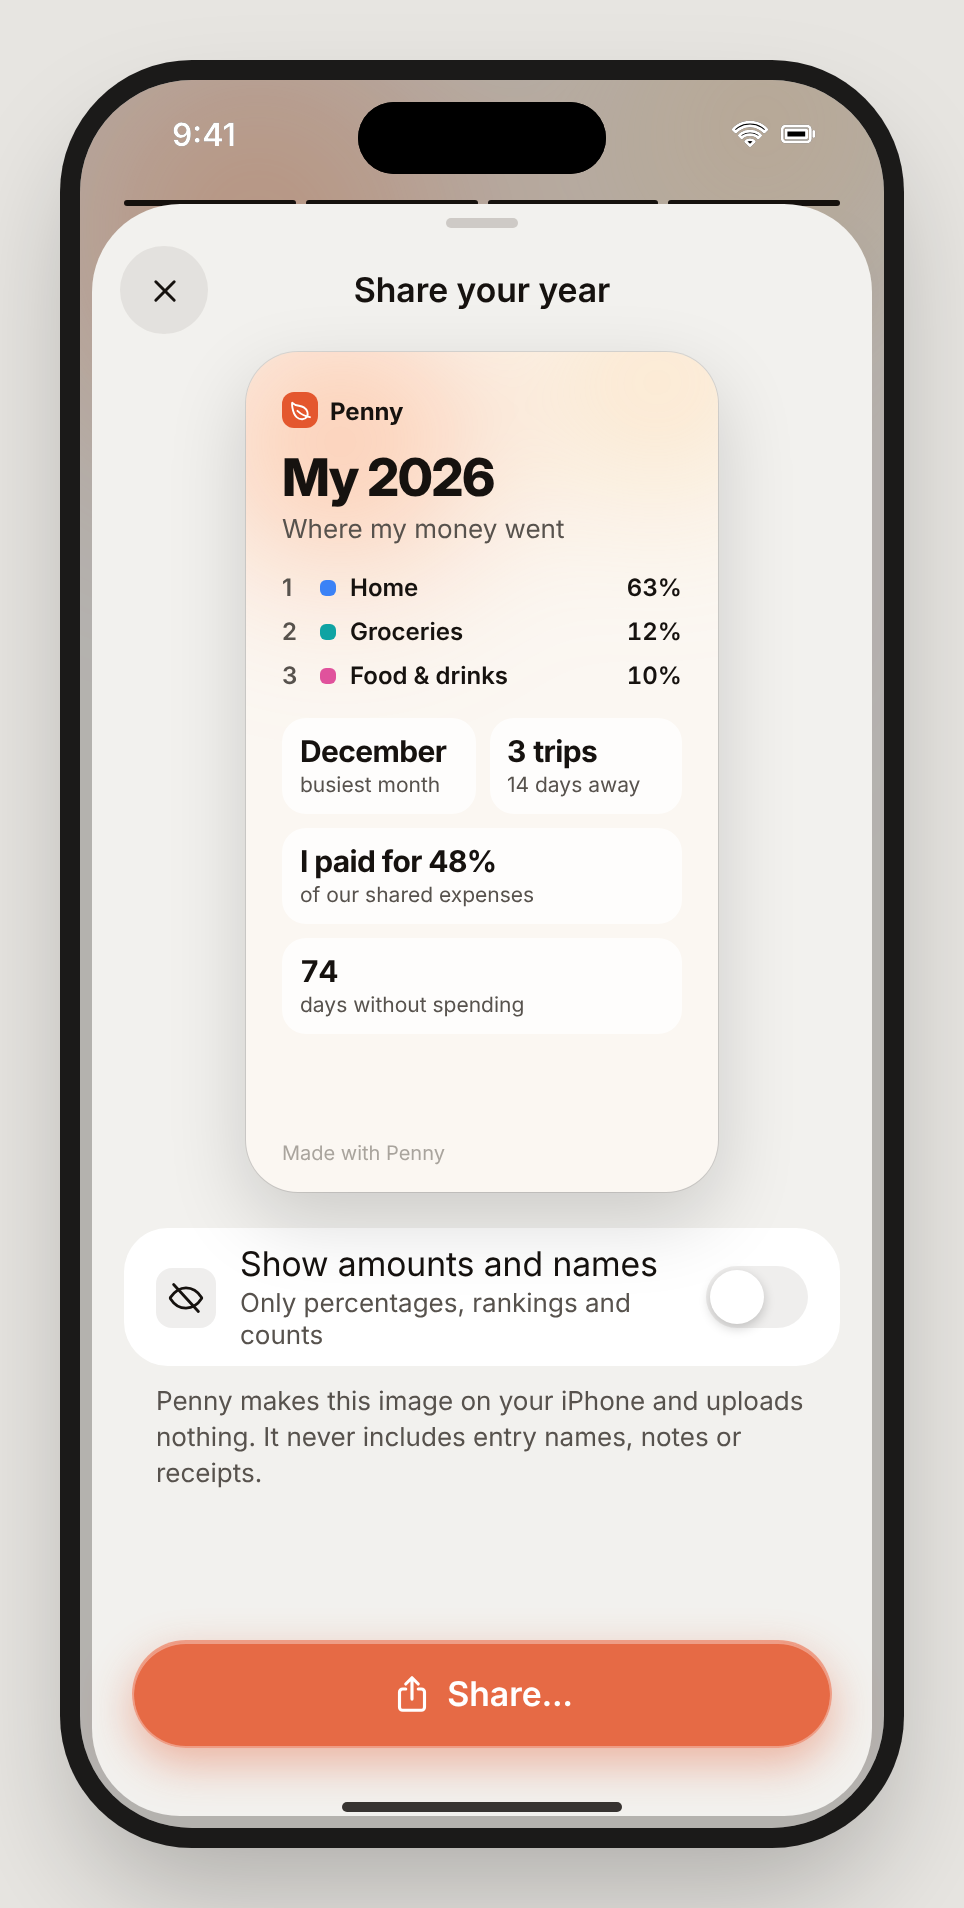 9:41
Share your year
Penny
My 2026
Where my money went
1 Home 63%
2 Groceries 12%
3 Food & drinks 10%
December
busiest month
3 trips
14 days away
I paid for 48%
of our shared expenses
74
days without spending
Made with Penny
Show amounts and names
Only percentages, rankings and
counts
Penny makes this image on your iPhone and uploads
nothing. It never includes entry names, notes or
receipts.
Share...